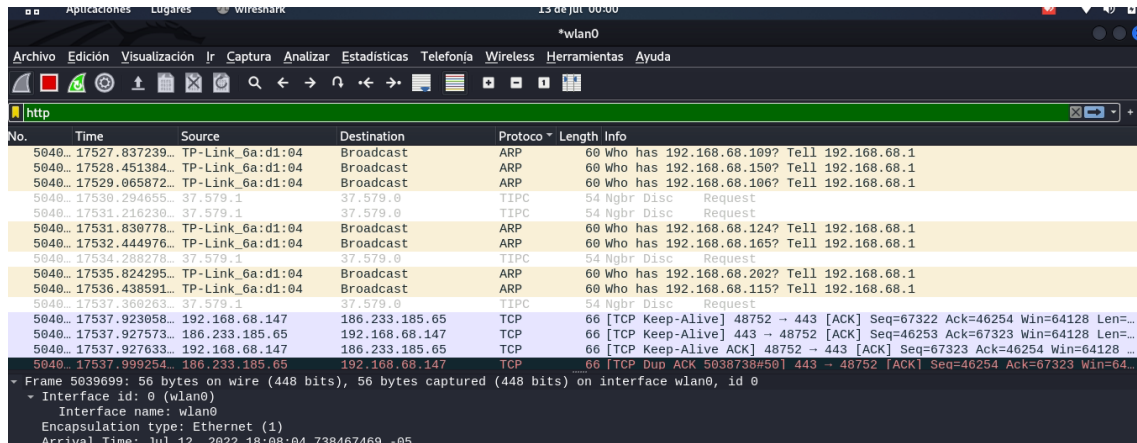 Aplicaciones Lugares Wireshark 13 de jul 00:00
*wlan0
Archivo Edición Visualización Ir Captura Analizar Estadísticas Telefonía Wireless Herramientas Ayuda
http
No. Time Source Destination Protoco Length Info
5040… 17527.837239… TP-Link_6a:d1:04 Broadcast ARP 60 Who has 192.168.68.109? Tell 192.168.68.1
5040… 17528.451384… TP-Link_6a:d1:04 Broadcast ARP 60 Who has 192.168.68.150? Tell 192.168.68.1
5040… 17529.065872… TP-Link_6a:d1:04 Broadcast ARP 60 Who has 192.168.68.106? Tell 192.168.68.1
5040… 17530.294655… 37.579.1 37.579.0 TIPC 54 Ngbr Disc Request
5040… 17531.216230… 37.579.1 37.579.0 TIPC 54 Ngbr Disc Request
5040… 17531.830778… TP-Link_6a:d1:04 Broadcast ARP 60 Who has 192.168.68.124? Tell 192.168.68.1
5040… 17532.444976… TP-Link_6a:d1:04 Broadcast ARP 60 Who has 192.168.68.165? Tell 192.168.68.1
5040… 17534.288278… 37.579.1 37.579.0 TIPC 54 Ngbr Disc Request
5040… 17535.824295… TP-Link_6a:d1:04 Broadcast ARP 60 Who has 192.168.68.202? Tell 192.168.68.1
5040… 17536.438591… TP-Link_6a:d1:04 Broadcast ARP 60 Who has 192.168.68.115? Tell 192.168.68.1
5040… 17537.360263… 37.579.1 37.579.0 TIPC 54 Ngbr Disc Request
5040… 17537.923058… 192.168.68.147 186.233.185.65 TCP 66 [TCP Keep-Alive] 48752 → 443 [ACK] Seq=67322 Ack=46254 Win=64128 Len=…
5040… 17537.927573… 186.233.185.65 192.168.68.147 TCP 66 [TCP Keep-Alive] 443 → 48752 [ACK] Seq=46253 Ack=67323 Win=64128 Len=…
5040… 17537.927633… 192.168.68.147 186.233.185.65 TCP 66 [TCP Keep-Alive ACK] 48752 → 443 [ACK] Seq=67323 Ack=46254 Win=64128 …
5040… 17537.999254… 186.233.185.65 192.168.68.147 TCP 66 [TCP Dup ACK 5038738#50] 443 → 48752 [ACK] Seq=46254 Ack=67323 Win=64…
Frame 5039699: 56 bytes on wire (448 bits), 56 bytes captured (448 bits) on interface wlan0, id 0
Interface id: 0 (wlan0)
Interface name: wlan0
Encapsulation type: Ethernet (1)
Arrival Time: Jul 12, 2022 18:08:04.738467469 -05